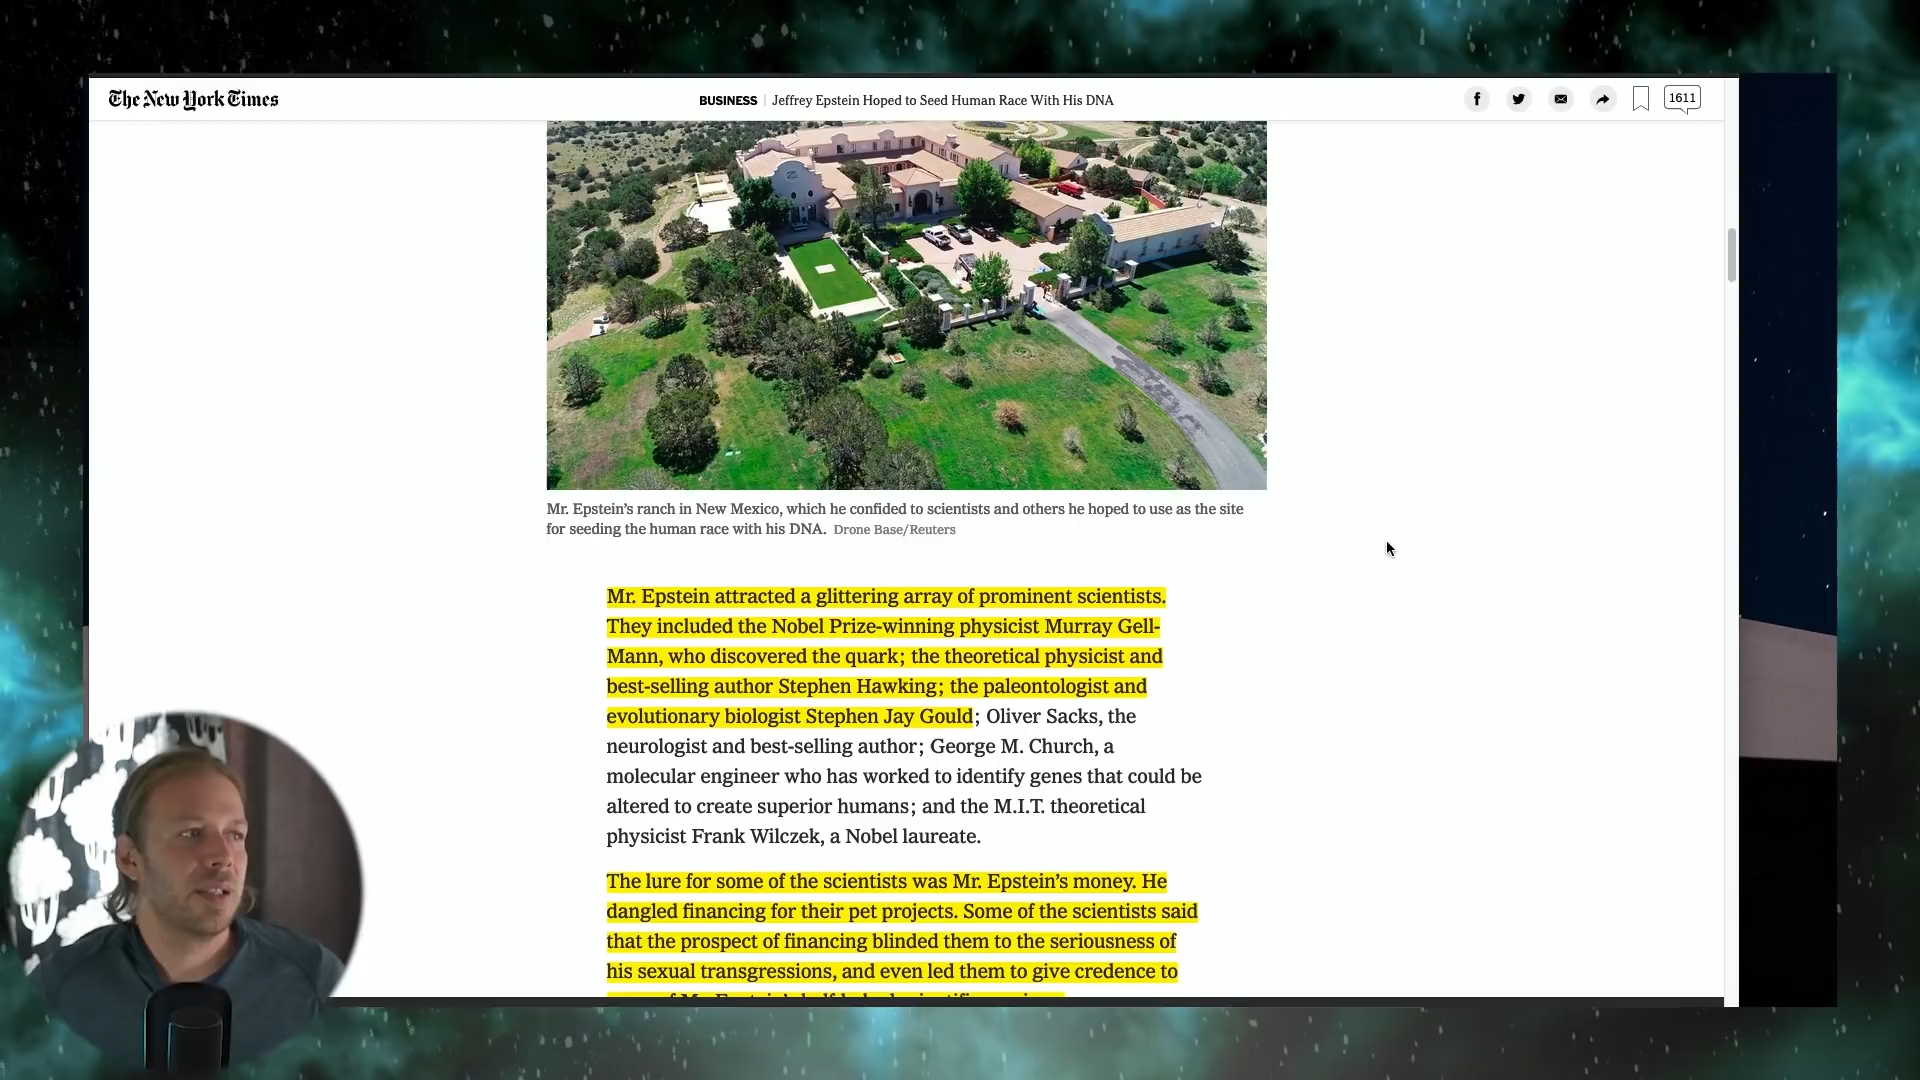 The New York Times
BUSINESS | Jeffrey Epstein Hoped to Seed Human Race With His DNA
1611
Mr. Epstein's ranch in New Mexico, which he confided to scientists and others he hoped to use as the site
for seeding the human race with his DNA. Drone Base/Reuters
Mr. Epstein attracted a glittering array of prominent scientists.
They included the Nobel Prize-winning physicist Murray Gell-
Mann, who discovered the quark; the theoretical physicist and
best-selling author Stephen Hawking; the paleontologist and
evolutionary biologist Stephen Jay Gould; Oliver Sacks, the
neurologist and best-selling author; George M. Church, a
molecular engineer who has worked to identify genes that could be
altered to create superior humans; and the M.I.T. theoretical
physicist Frank Wilczek, a Nobel laureate.
The lure for some of the scientists was Mr. Epstein's money. He
dangled financing for their pet projects. Some of the scientists said
that the prospect of financing blinded them to the seriousness of
his sexual transgressions, and even led them to give credence to